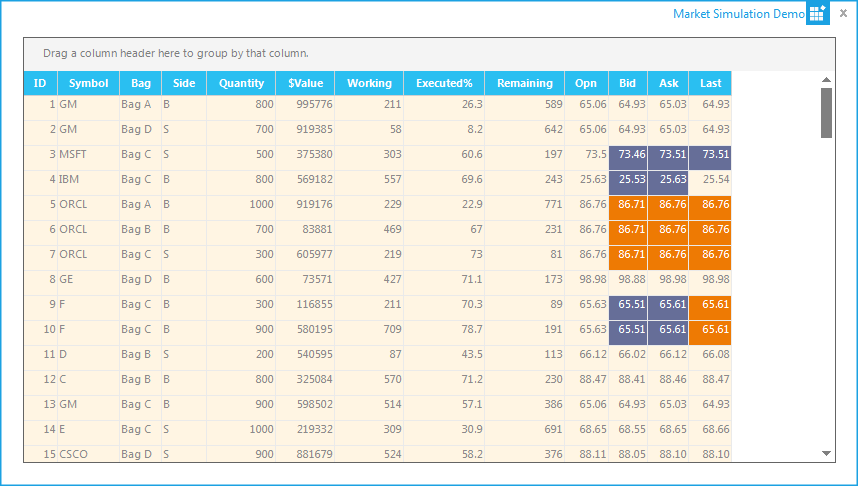 Market Simulation Demo
Drag a column header here to group by that column.
ID Symbol Bag Side Quantity $Value Working Executed% Remaining Opn Bid Ask Last
1 GM Bag A B 800 995776 211 26.3 589 65.06 64.93 65.03 64.93
2 GM Bag D S 700 919385 58 8.2 642 65.06 64.93 65.03 64.93
3 MSFT Bag C S 500 375380 303 60.6 197 73.5 73.46 73.51 73.51
4 IBM Bag C B 800 569182 557 69.6 243 25.63 25.53 25.63 25.54
5 ORCL Bag A B 1000 919176 229 22.9 771 86.76 86.71 86.76 86.76
6 ORCL Bag B B 700 83881 469 67 231 86.76 86.71 86.76 86.76
7 ORCL Bag C S 300 605977 219 73 81 86.76 86.71 86.76 86.76
8 GE Bag D B 600 73571 427 71.1 173 98.98 98.88 98.98 98.98
9 F Bag C B 300 116855 211 70.3 89 65.63 65.51 65.61 65.61
10 F Bag C B 900 580195 709 78.7 191 65.63 65.51 65.61 65.61
11 D Bag B S 200 540595 87 43.5 113 66.12 66.02 66.12 66.08
12 C Bag B B 800 325084 570 71.2 230 88.47 88.41 88.46 88.47
13 GM Bag C B 900 598502 514 57.1 386 65.06 64.93 65.03 64.93
14 E Bag C S 1000 219332 309 30.9 691 68.65 68.55 68.65 68.66
15 CSCO Bag D S 900 881679 524 58.2 376 88.11 88.05 88.10 88.10